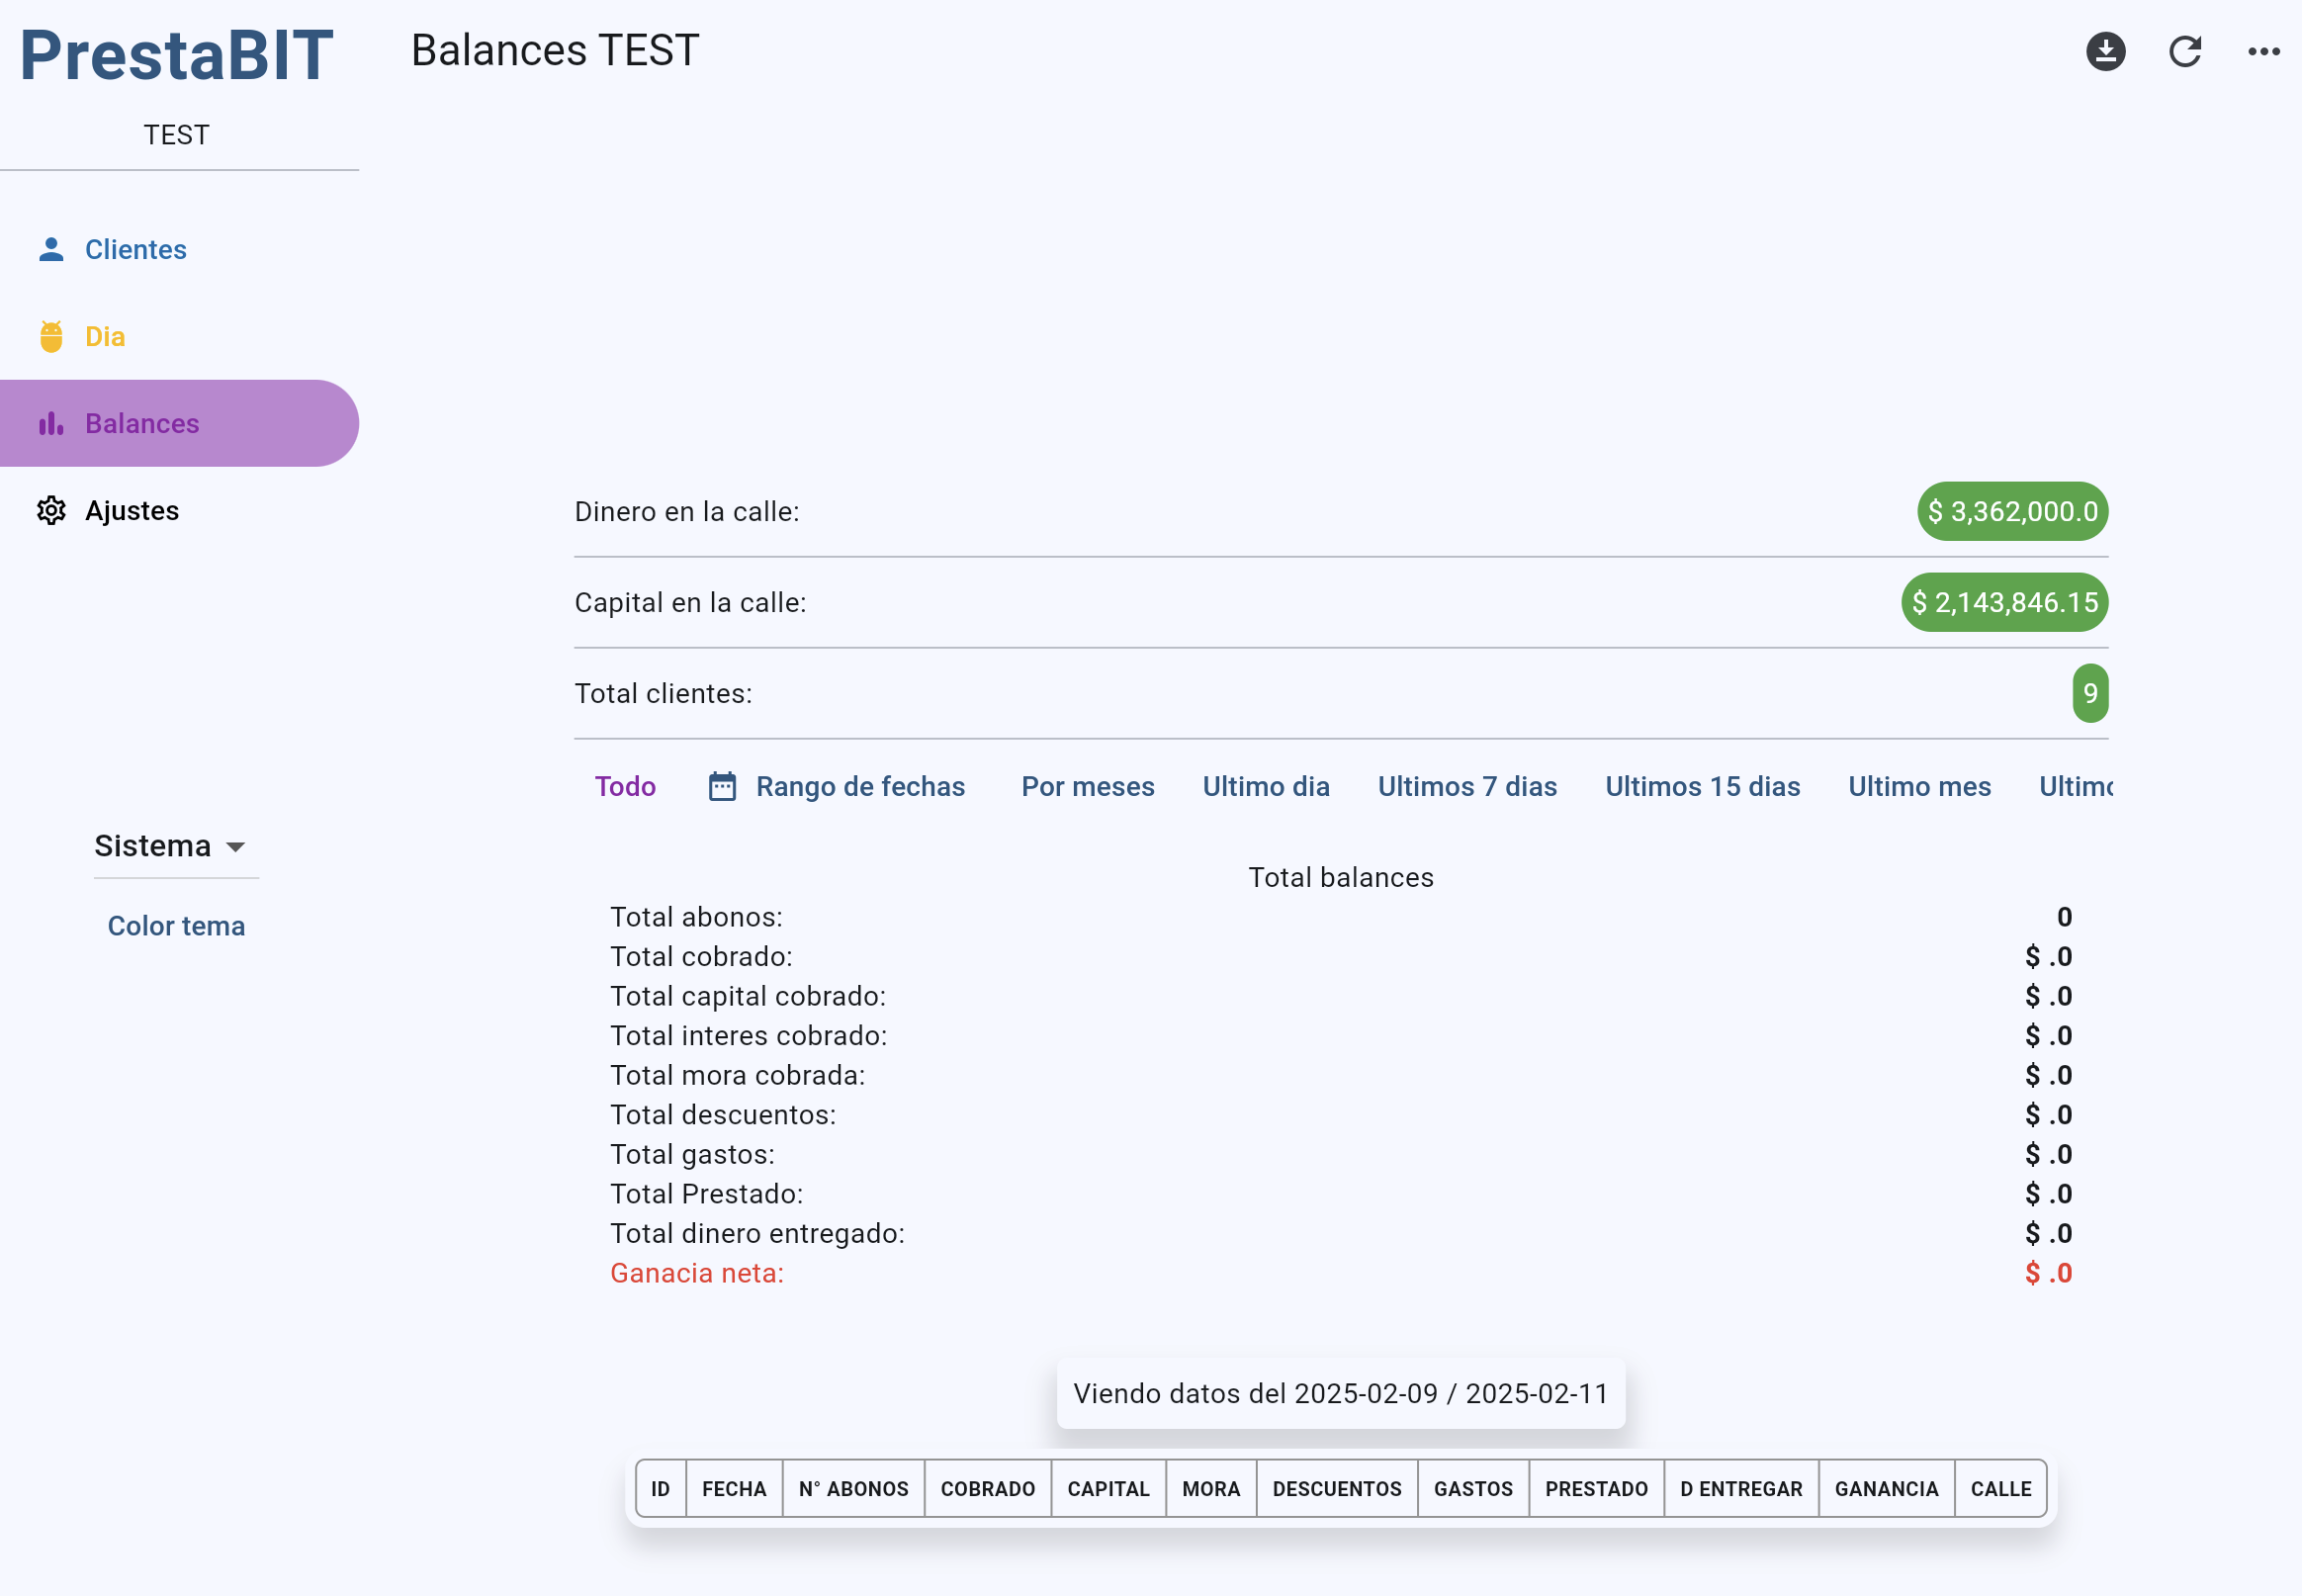 PrestaBIT
TEST
Clientes
Dia
Balances
Ajustes
Sistema
Color tema
Balances TEST
Dinero en la calle: $ 3,362,000.0
Capital en la calle: $ 2,143,846.15
Total clientes: 9
Todo Rango de fechas Por meses Ultimo dia Ultimos 7 dias Ultimos 15 dias Ultimo mes
Total balances
Total abonos: 0
Total cobrado: $ .0
Total capital cobrado: $ .0
Total interes cobrado: $ .0
Total mora cobrada: $ .0
Total descuentos: $ .0
Total gastos: $ .0
Total Prestado: $ .0
Total dinero entregado: $ .0
Ganacia neta: $ .0
Viendo datos del 2025-02-09 / 2025-02-11
ID FECHA N° ABONOS COBRADO CAPITAL MORA DESCUENTOS GASTOS PRESTADO D ENTREGAR GANANCIA CALLE